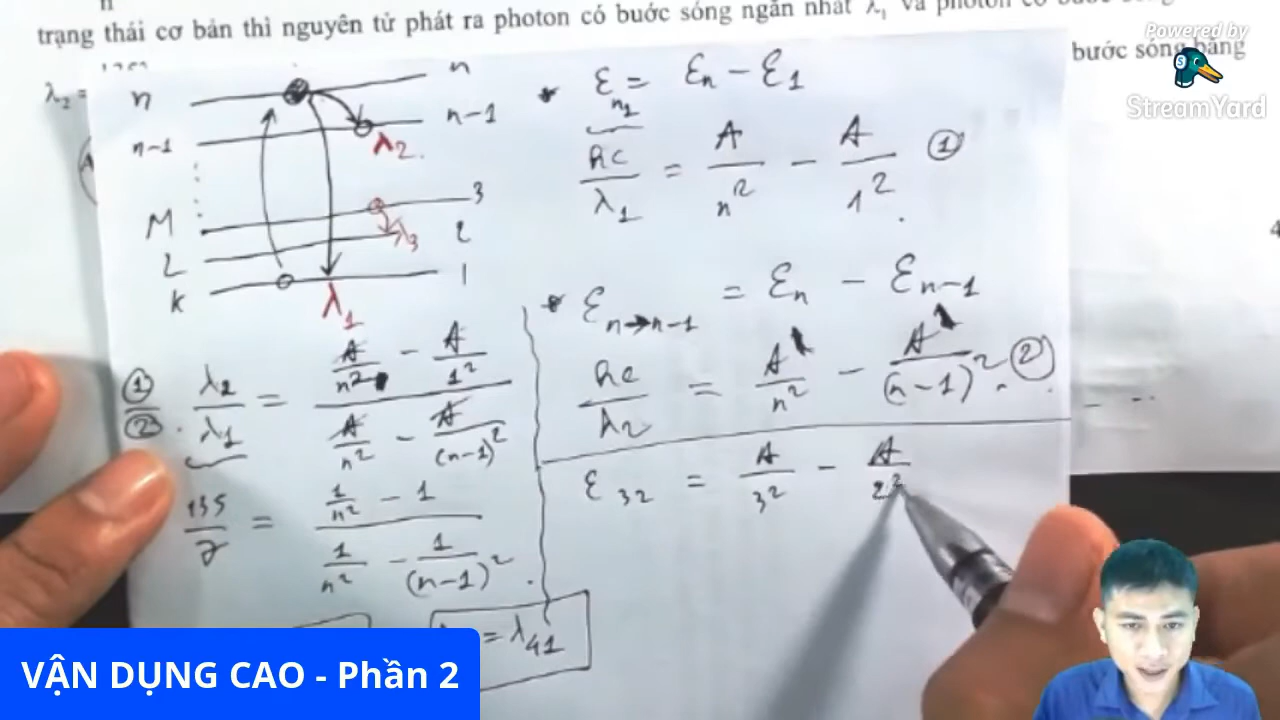 trạng thái cơ bản thì nguyên tử phát ra photon có buớc sóng ngắn nhất λ₁ và photon có
bước sóng bằng
λ₂ =
Powered by
StreamYard
n n
n-1 n-1
λ₂
M 3
λ₃
L 2
K 1
λ₁
* ε = εn - ε1
n1
hc/λ₁ = A/n² - A/1² ①
* ε n→n-1 = εn - εn-1
hc/λ₂ = A/n² - A/(n-1)² ②
①/② . λ₂/λ₁ = (A/n² - A/1²)/(A/n² - A/(n-1)²)
135/7 = (1/n² - 1)/(1/n² - 1/(n-1)²)
= λ41
ε32 = A/3² - A/2²
VẬN DỤNG CAO - Phần 2